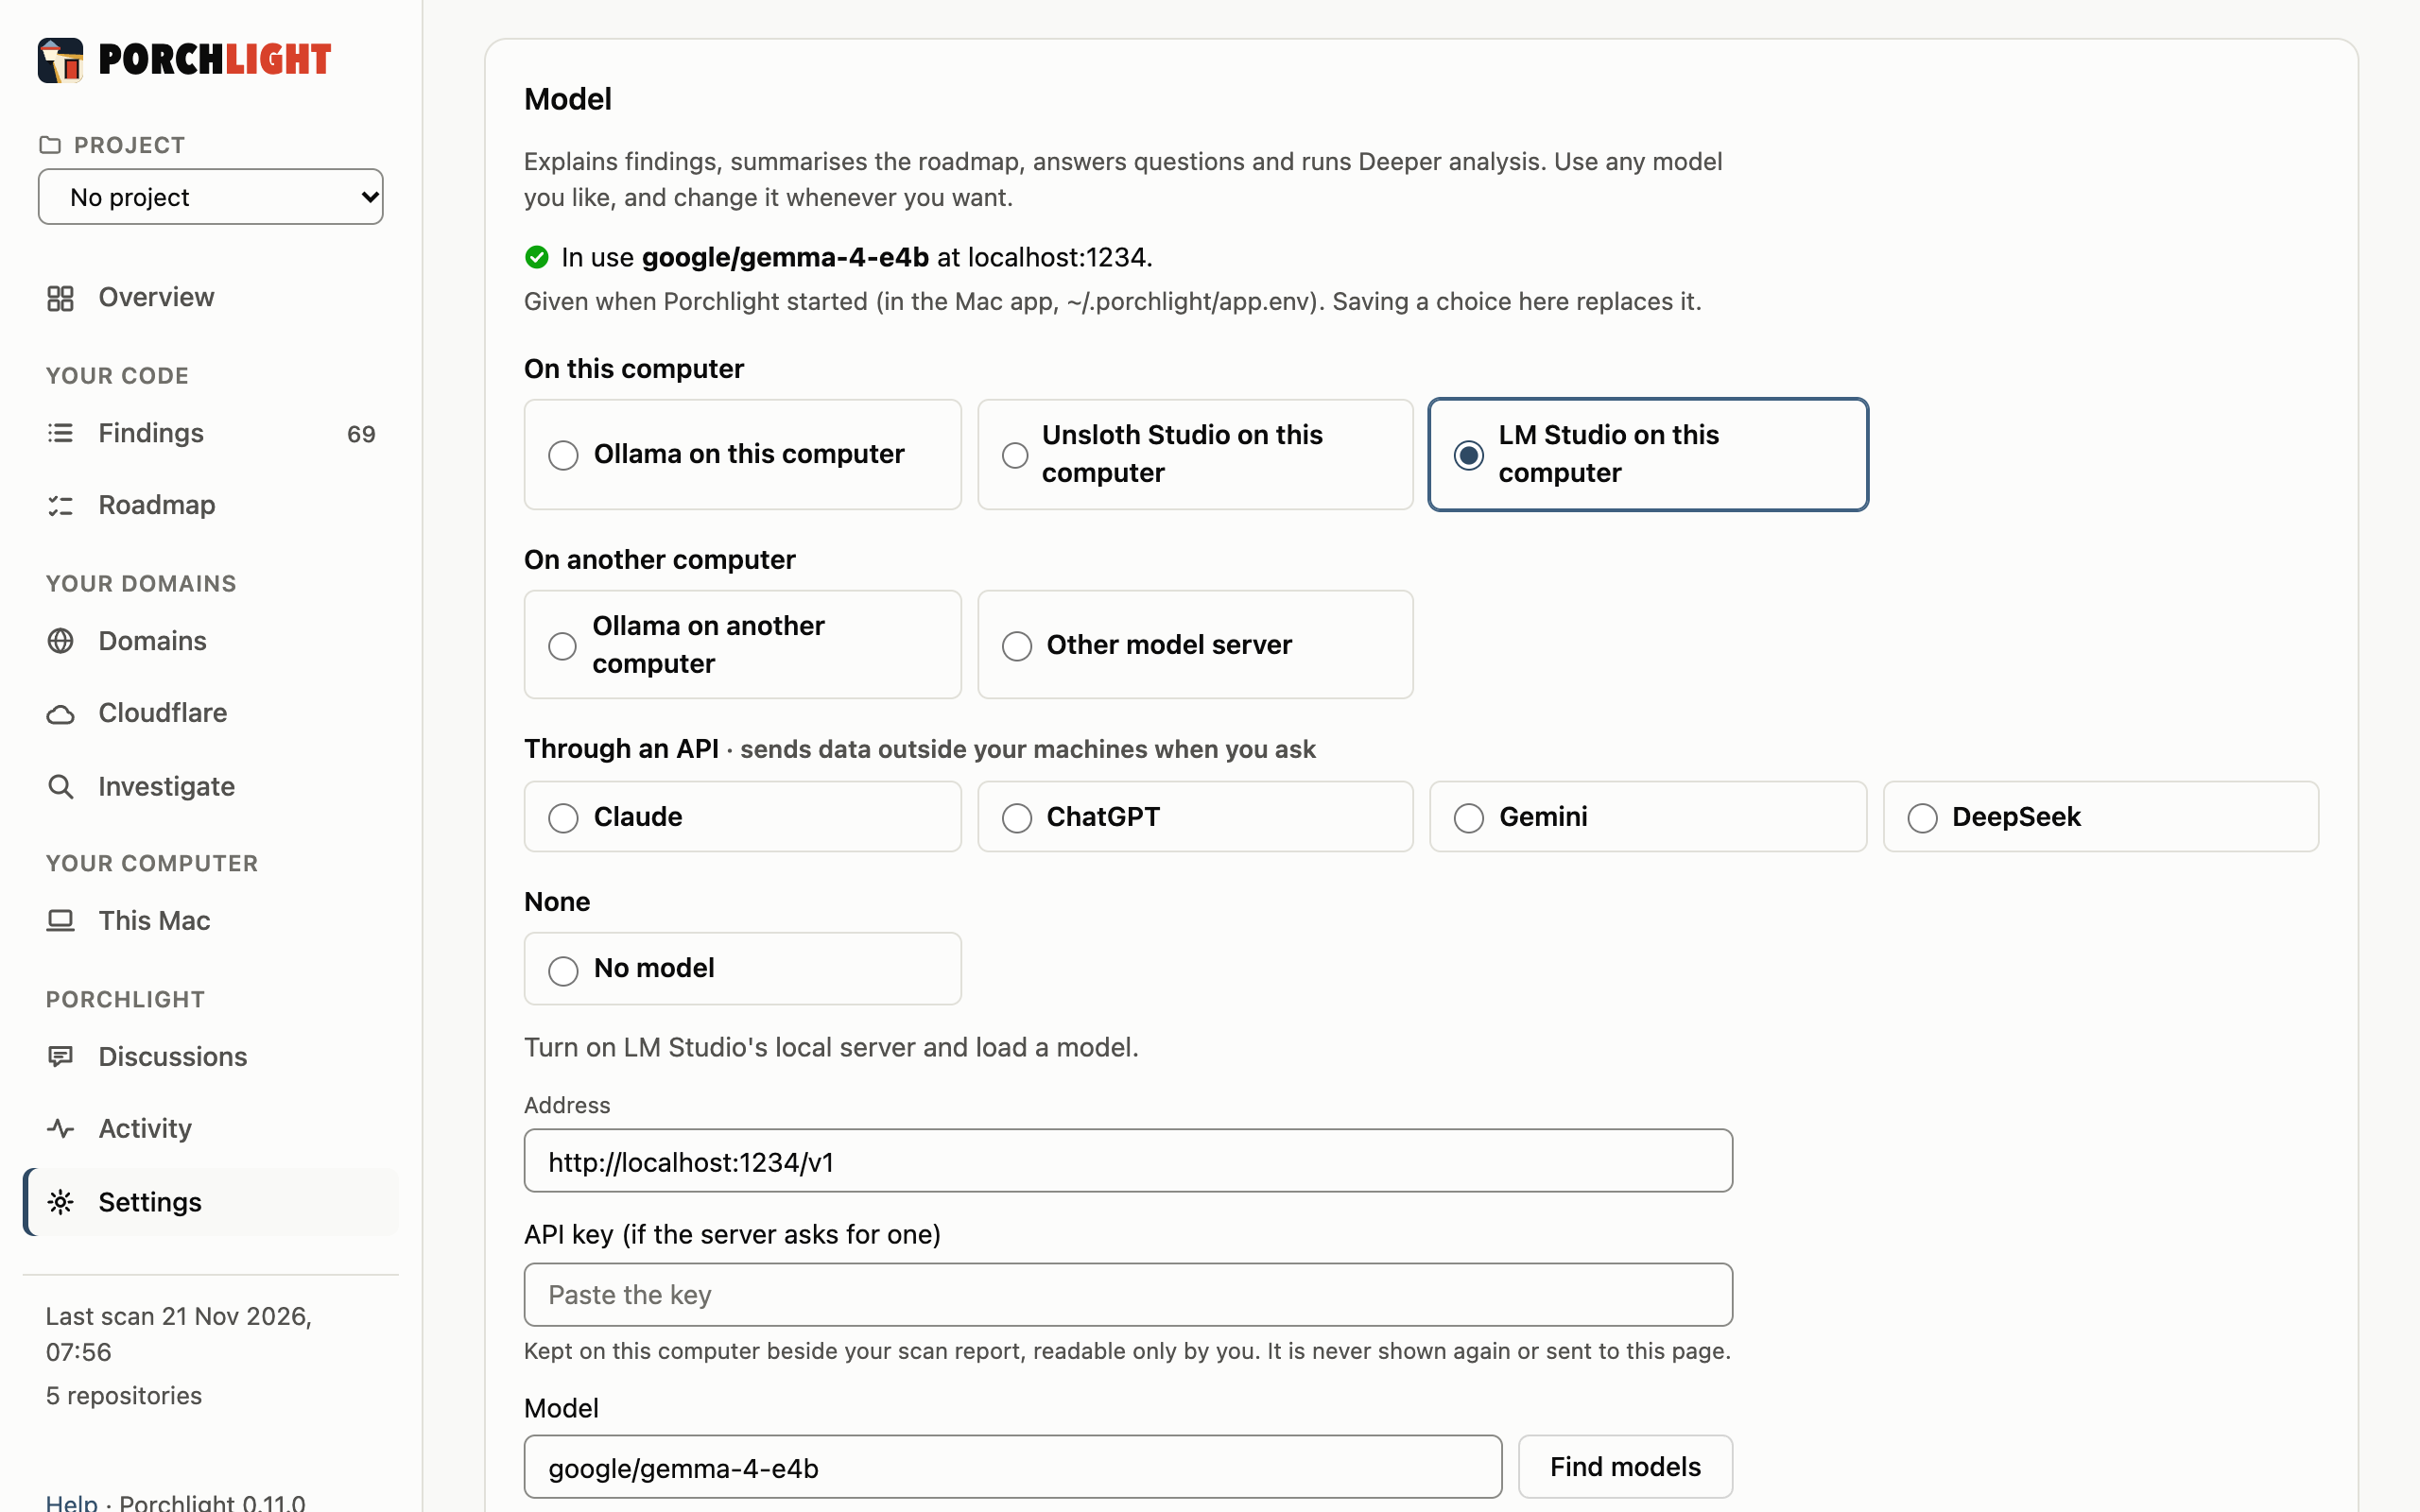 PORCHLIGHT
PROJECT
No project
Overview
YOUR CODE
Findings 69
Roadmap
YOUR DOMAINS
Domains
Cloudflare
Investigate
YOUR COMPUTER
This Mac
PORCHLIGHT
Discussions
Activity
Settings
Last scan 21 Nov 2026,
07:56
5 repositories
Help · Porchlight 0.11.0
Model
Explains findings, summarises the roadmap, answers questions and runs Deeper analysis. Use any model
you like, and change it whenever you want.
In use google/gemma-4-e4b at localhost:1234.
Given when Porchlight started (in the Mac app, ~/.porchlight/app.env). Saving a choice here replaces it.
On this computer
Ollama on this computer
Unsloth Studio on this
computer
LM Studio on this
computer
On another computer
Ollama on another
computer
Other model server
Through an API · sends data outside your machines when you ask
Claude
ChatGPT
Gemini
DeepSeek
None
No model
Turn on LM Studio's local server and load a model.
Address
http://localhost:1234/v1
API key (if the server asks for one)
Paste the key
Kept on this computer beside your scan report, readable only by you. It is never shown again or sent to this page.
Model
google/gemma-4-e4b
Find models